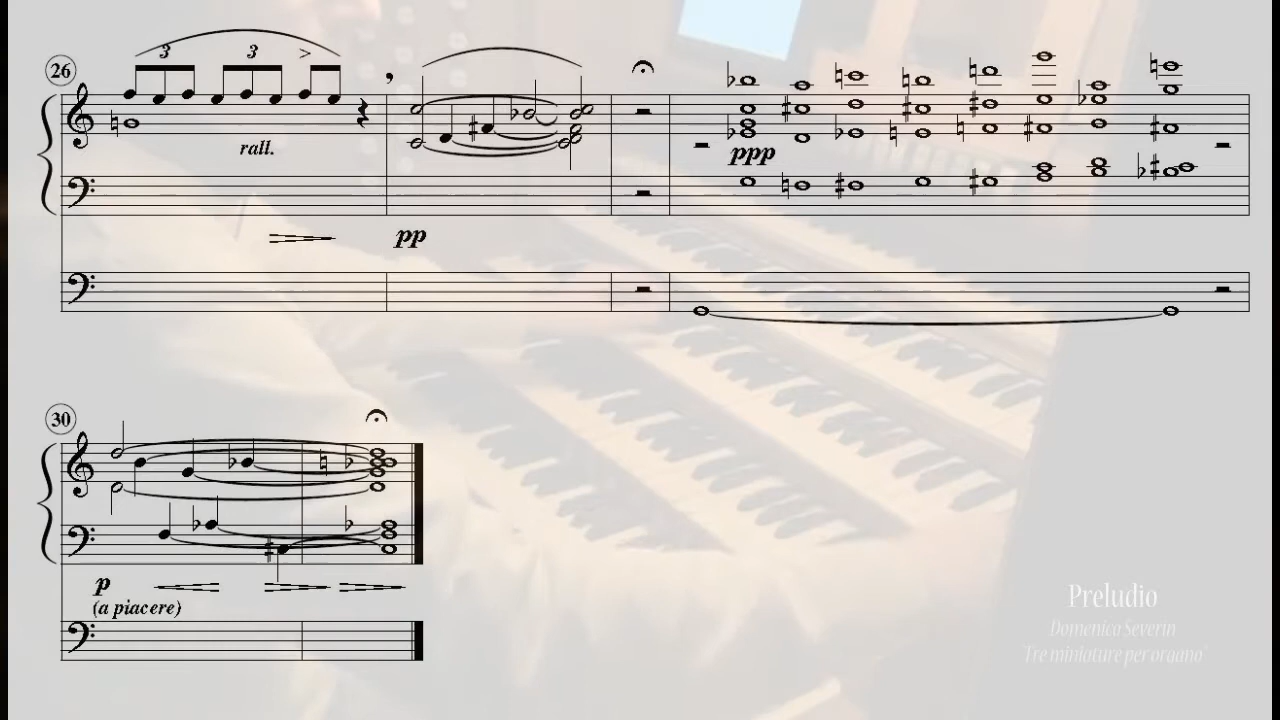 3 3 >
26
rall.
ppp
pp
30
p
(a piacere)
Preludio
Domenico Severin
Tre miniature per organo